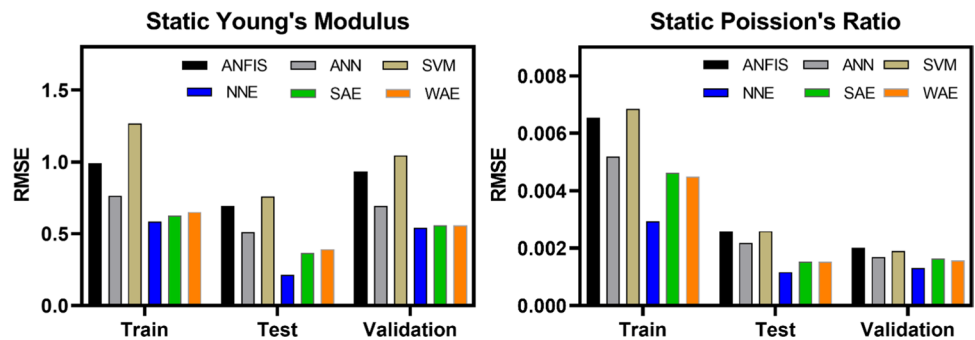 Static Young's Modulus
RMSE
1.5
1.0
0.5
0.0
ANFIS ANN SVM
NNE SAE WAE
Train Test Validation
Static Poission's Ratio
RMSE
0.008
0.006
0.004
0.002
0.000
ANFIS ANN SVM
NNE SAE WAE
Train Test Validation